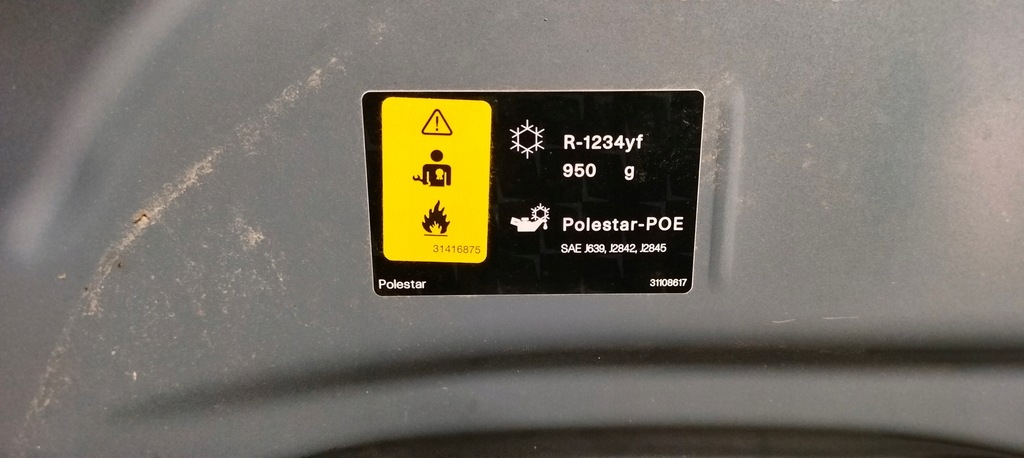 R-1234yf
950 g
Polestar-POE
SAE J639, J2842, J2845
31416875
Polestar
31108617